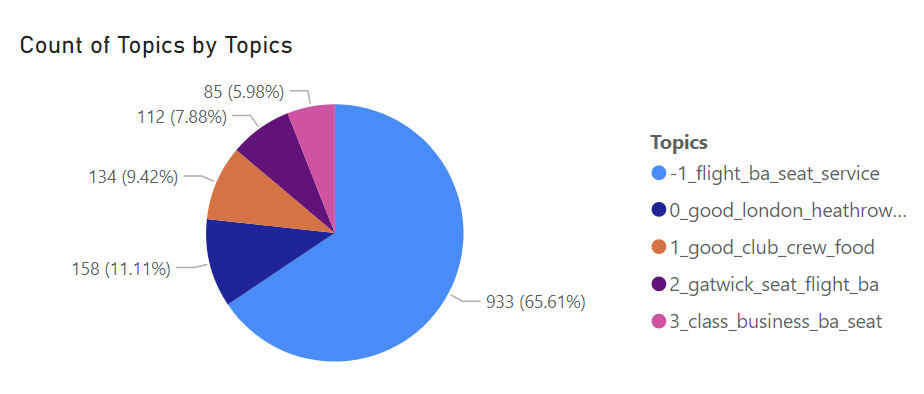 Count of Topics by Topics
85 (5.98%)
112 (7.88%)
134 (9.42%)
158 (11.11%)
933 (65.61%)
Topics
-1_flight_ba_seat_service
0_good_london_heathrow...
1_good_club_crew_food
2_gatwick_seat_flight_ba
3_class_business_ba_seat